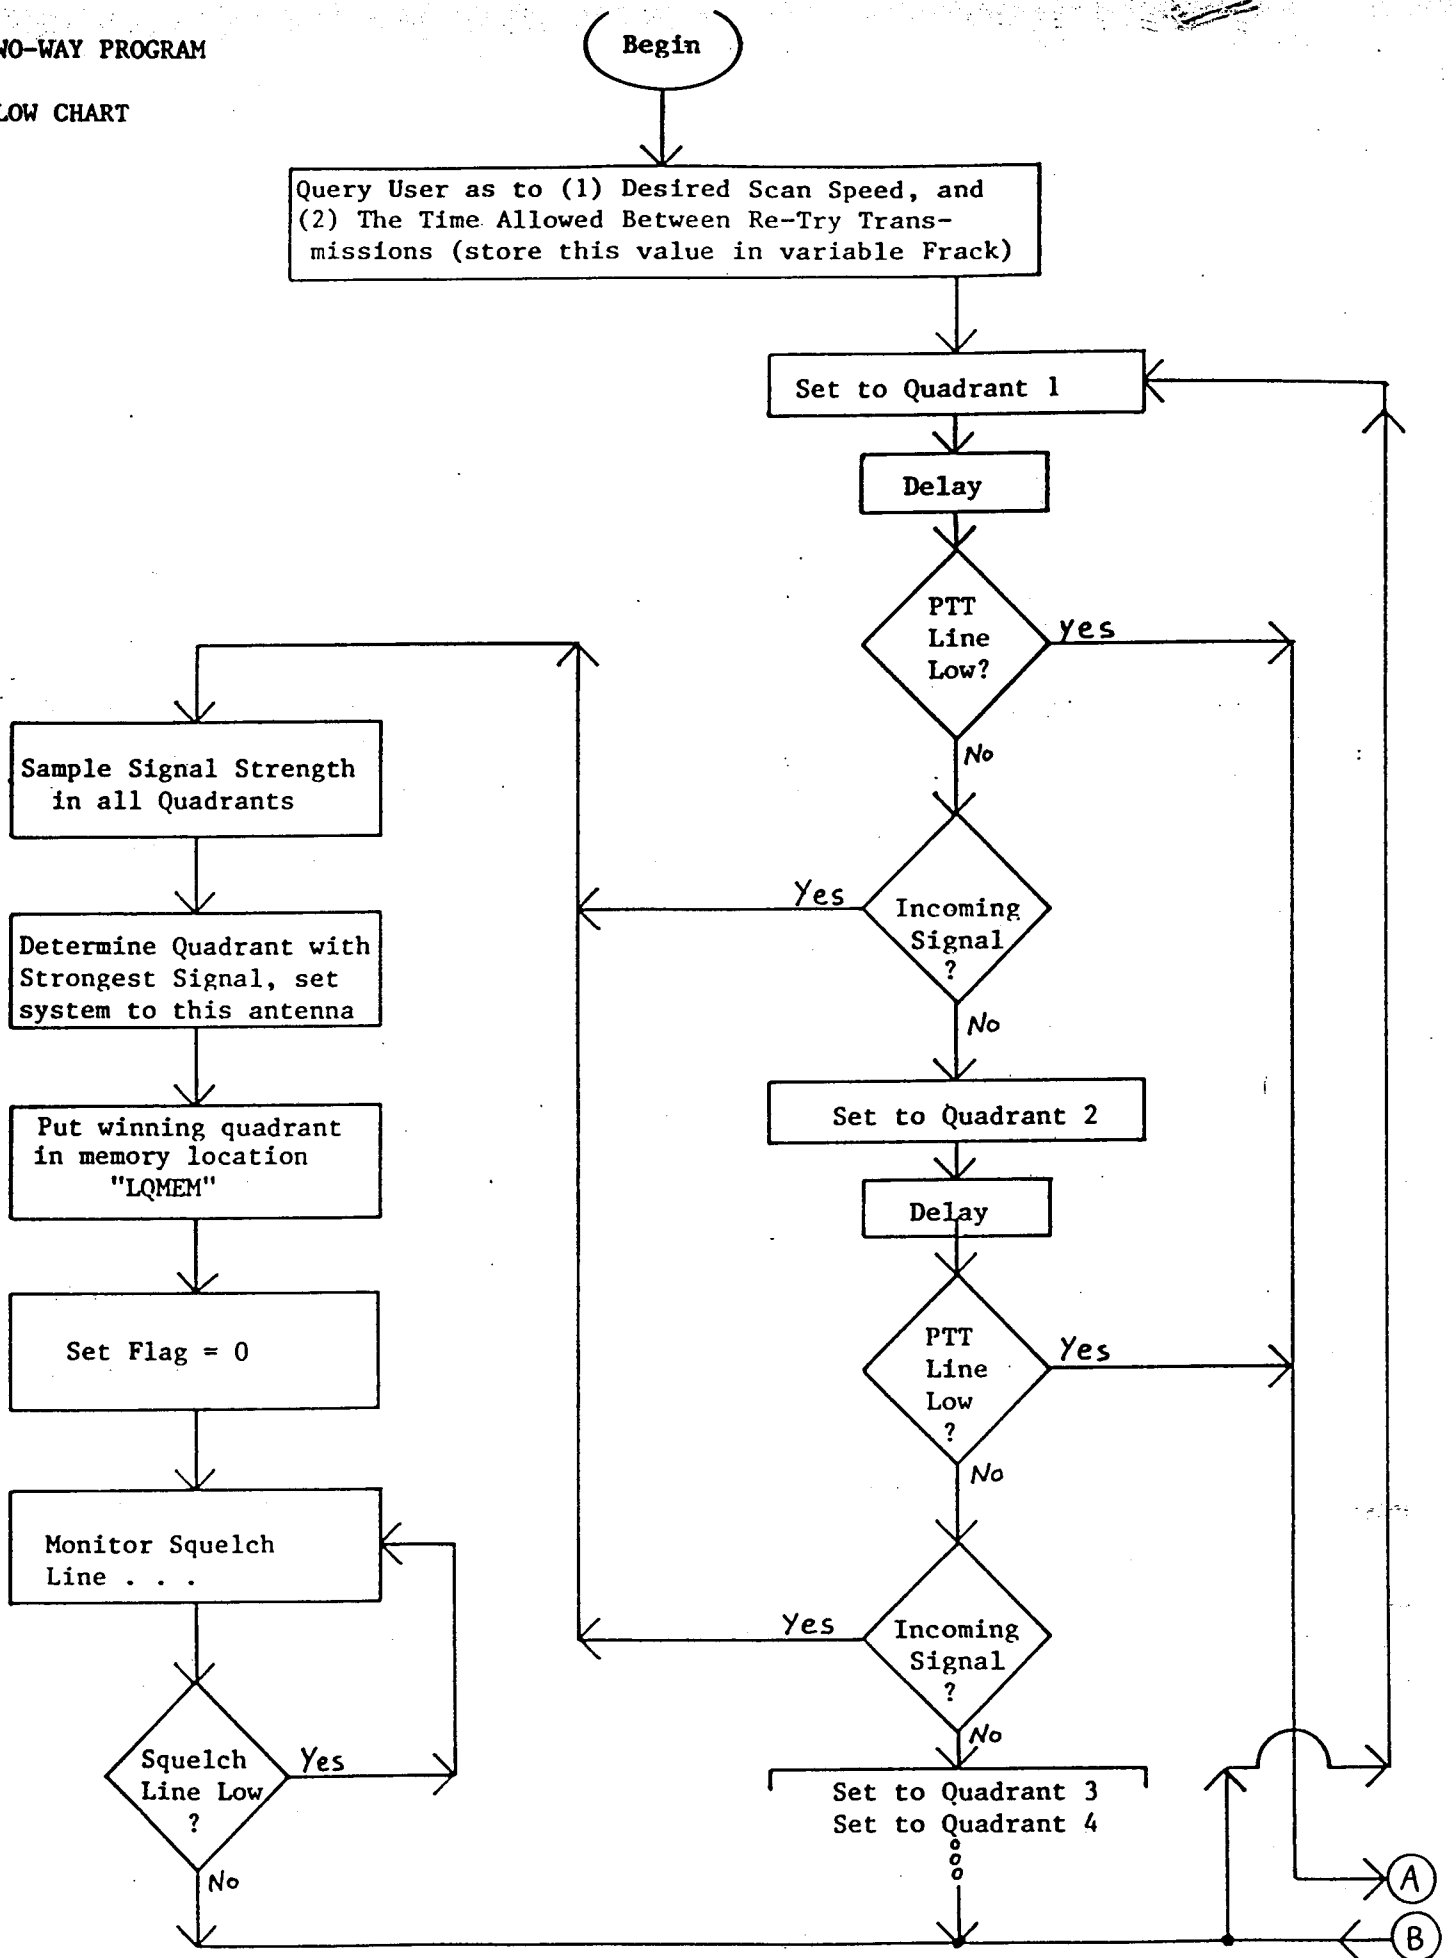 WO-WAY PROGRAM
LOW CHART
Begin
Query User as to (1) Desired Scan Speed, and
(2) The Time Allowed Between Re-Try Trans-
missions (store this value in variable Frack)
Set to Quadrant 1
Delay
PTT
Line
Low?
yes
No
Incoming
Signal
?
Yes
No
Set to Quadrant 2
Delay
PTT
Line
Low
?
Yes
No
Incoming
Signal
?
Yes
No
Set to Quadrant 3
Set to Quadrant 4
Sample Signal Strength
in all Quadrants
Determine Quadrant with
Strongest Signal, set
system to this antenna
Put winning quadrant
in memory location
"LQMEM"
Set Flag = 0
Monitor Squelch
Line . . .
Squelch
Line Low
?
Yes
No
A
B